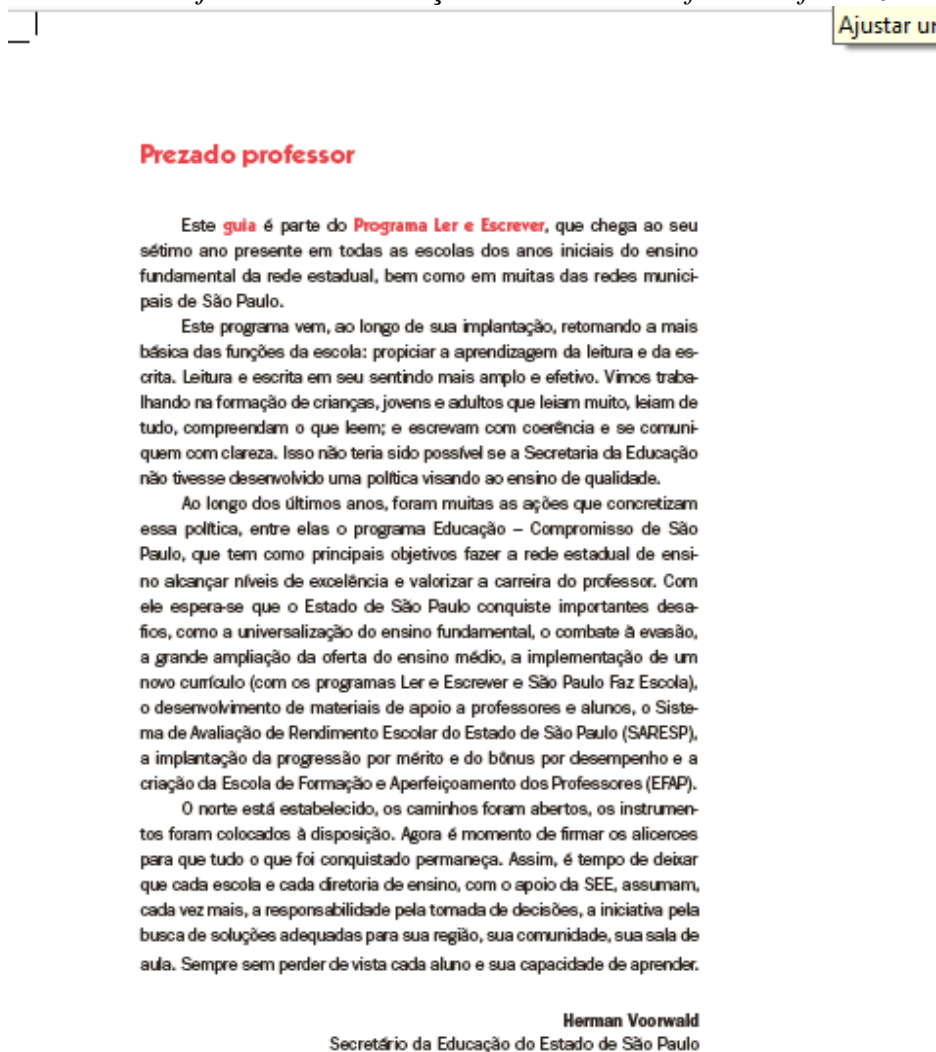 Ajustar ur
Prezado professor
Este guia é parte do Programa Ler e Escrever, que chega ao seu
sétimo ano presente em todas as escolas dos anos iniciais do ensino
fundamental da rede estadual, bem como em muitas das redes munici-
pais de São Paulo.
Este programa vem, ao longo de sua implantação, retomando a mais
básica das funções da escola: propiciar a aprendizagem da leitura e da es-
crita. Leitura e escrita em seu sentido mais amplo e efetivo. Vimos traba-
lhando na formação de crianças, jovens e adultos que leiam muito, leiam de
tudo, compreendam o que leem; e escrevam com coerência e se comuni-
quem com clareza. Isso não teria sido possível se a Secretaria da Educação
não tivesse desenvolvido uma política visando ao ensino de qualidade.
Ao longo dos últimos anos, foram muitas as ações que concretizam
essa política, entre elas o programa Educação – Compromisso de São
Paulo, que tem como principais objetivos fazer a rede estadual de ensi-
no alcançar níveis de excelência e valorizar a carreira do professor. Com
ele espera-se que o Estado de São Paulo conquiste importantes desa-
fios, como a universalização do ensino fundamental, o combate à evasão,
a grande ampliação da oferta do ensino médio, a implementação de um
novo currículo (com os programas Ler e Escrever e São Paulo Faz Escola),
o desenvolvimento de materiais de apoio a professores e alunos, o Siste-
ma de Avaliação de Rendimento Escolar do Estado de São Paulo (SARESP),
a implantação da progressão por mérito e do bônus por desempenho e a
criação da Escola de Formação e Aperfeiçoamento dos Professores (EFAP).
O norte está estabelecido, os caminhos foram abertos, os instrumen-
tos foram colocados à disposição. Agora é momento de firmar os alicerces
para que tudo o que foi conquistado permaneça. Assim, é tempo de deixar
que cada escola e cada diretoria de ensino, com o apoio da SEE, assumam,
cada vez mais, a responsabilidade pela tomada de decisões, a iniciativa pela
busca de soluções adequadas para sua região, sua comunidade, sua sala de
aula. Sempre sem perder de vista cada aluno e sua capacidade de aprender.
Herman Voorwald
Secretário da Educação do Estado de São Paulo